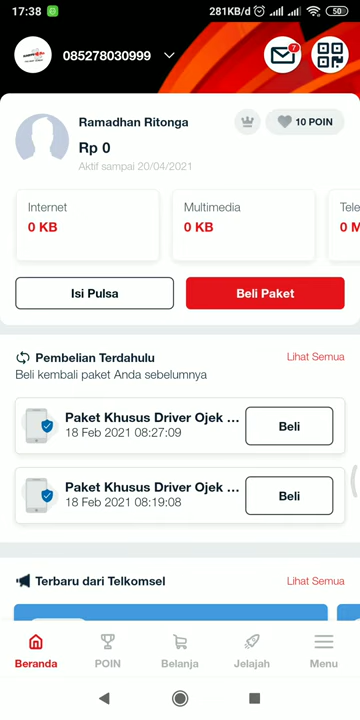 17:38
281KB/d
50
085278030999
7
Ramadhan Ritonga
10 POIN
Rp 0
Aktif sampai 20/04/2021
Internet
0 KB
Multimedia
0 KB
Tele
0 M
Isi Pulsa
Beli Paket
Pembelian Terdahulu
Lihat Semua
Beli kembali paket Anda sebelumnya
Paket Khusus Driver Ojek ...
18 Feb 2021 08:27:09
Beli
Paket Khusus Driver Ojek ...
18 Feb 2021 08:19:08
Beli
Terbaru dari Telkomsel
Lihat Semua
Beranda
POIN
Belanja
Jelajah
Menu